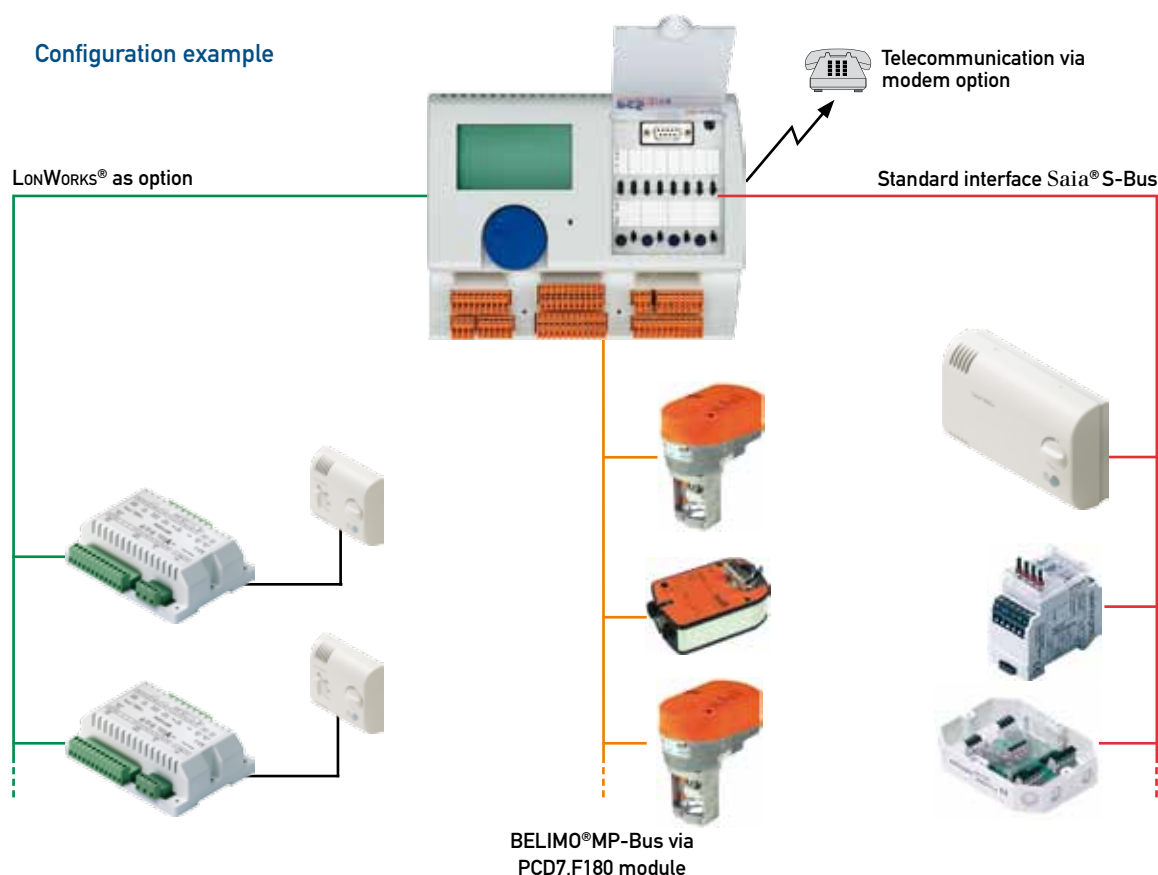 Configuration example
Telecommunication via
modem option
LONWORKS® as option
Standard interface Saia® S-Bus
BELIMO®MP-Bus via
PCD7.F180 module